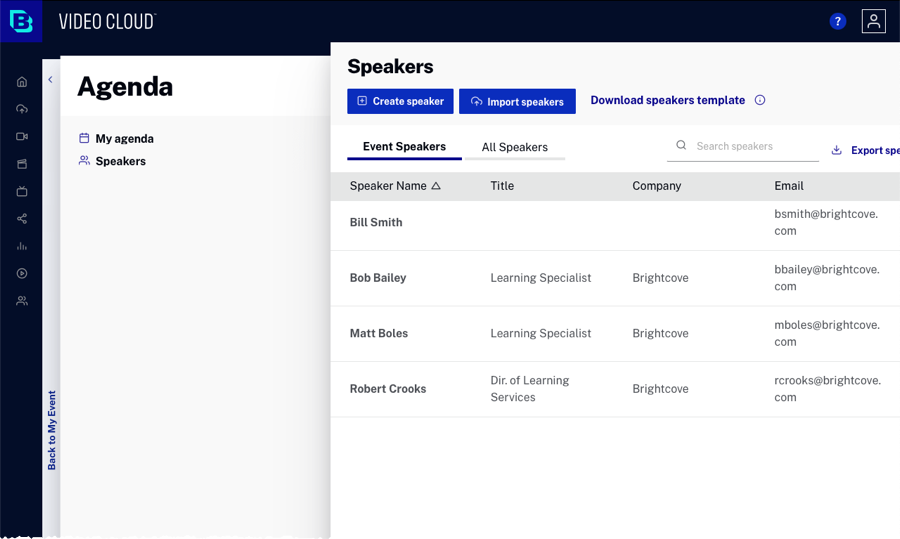 VIDEO CLOUD
?
Agenda
My agenda
Speakers
Back to My Event
Speakers
Create speaker
Import speakers
Download speakers template
Event Speakers
All Speakers
Search speakers
Export spe
Speaker Name Title Company Email
Bill Smith bsmith@brightcove.
com
Bob Bailey Learning Specialist Brightcove bbailey@brightcove.
com
Matt Boles Learning Specialist Brightcove mboles@brightcove.
com
Robert Crooks Dir. of Learning Brightcove rcrooks@brightcove.
Services com